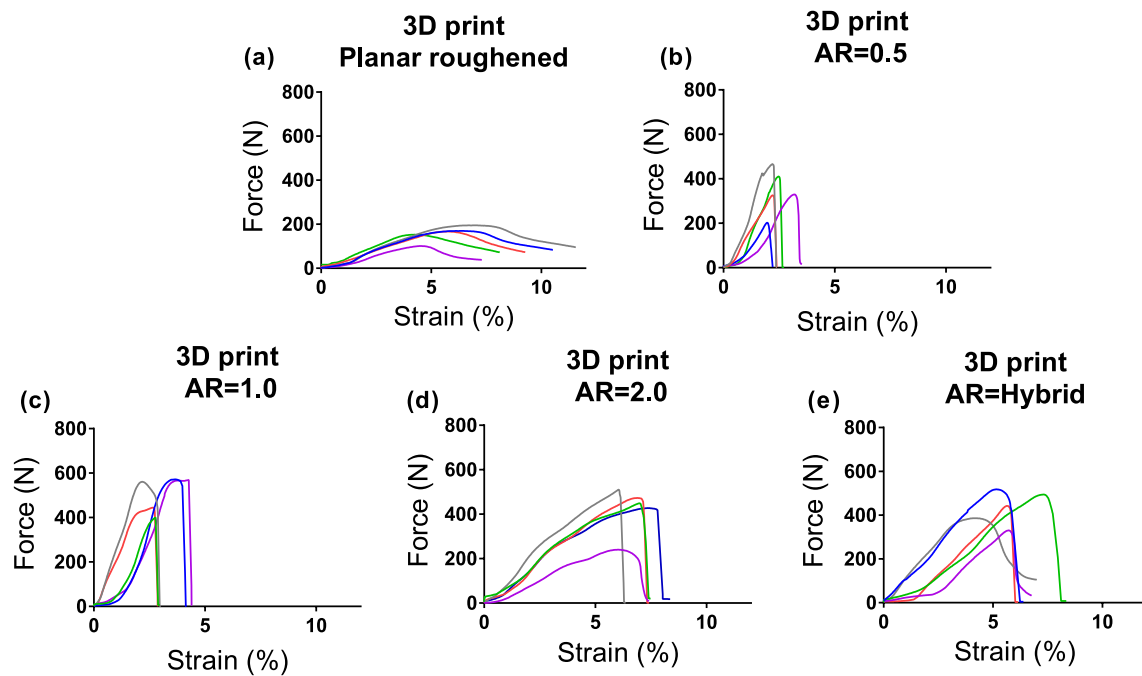 3D print
Planar roughened
(a)
800
600
400
200
0
Force (N)
0 5 10
Strain (%)
3D print
AR=0.5
(b)
800
600
400
200
0
Force (N)
0 5 10
Strain (%)
3D print
AR=1.0
(c)
800
600
400
200
0
Force (N)
0 5 10
Strain (%)
3D print
AR=2.0
(d)
800
600
400
200
0
Force (N)
0 5 10
Strain (%)
3D print
AR=Hybrid
(e)
800
600
400
200
0
Force (N)
0 5 10
Strain (%)